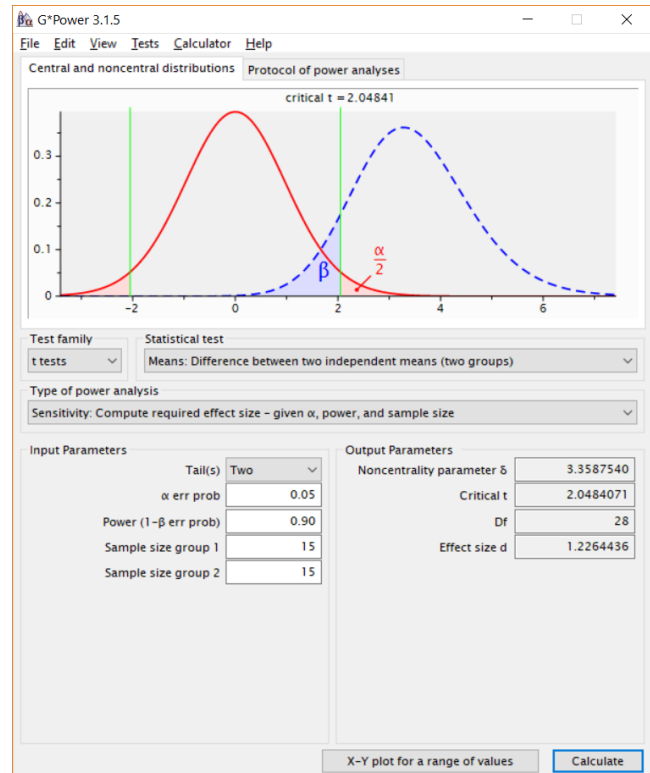 βα G*Power 3.1.5
File Edit View Tests Calculator Help
Central and noncentral distributions Protocol of power analyses
critical t = 2.04841
0.3
0.2
0.1
0
β
α
2
-2 0 2 4 6
Test family Statistical test
t tests Means: Difference between two independent means (two groups)
Type of power analysis
Sensitivity: Compute required effect size – given α, power, and sample size
Input Parameters Output Parameters
Tail(s) Two Noncentrality parameter δ 3.3587540
α err prob 0.05 Critical t 2.0484071
Power (1-β err prob) 0.90 Df 28
Sample size group 1 15 Effect size d 1.2264436
Sample size group 2 15
X-Y plot for a range of values Calculate